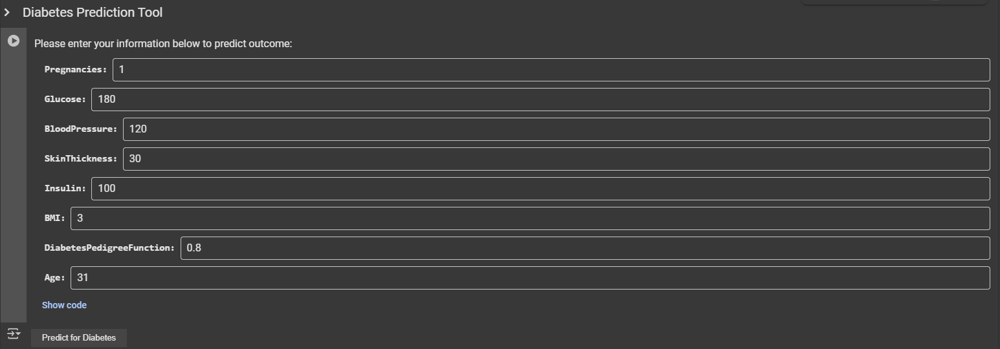 Diabetes Prediction Tool
Please enter your information below to predict outcome:
Pregnancies: 1
Glucose: 180
BloodPressure: 120
SkinThickness: 30
Insulin: 100
BMI: 3
DiabetesPedigreeFunction: 0.8
Age: 31
Show code
Predict for Diabetes